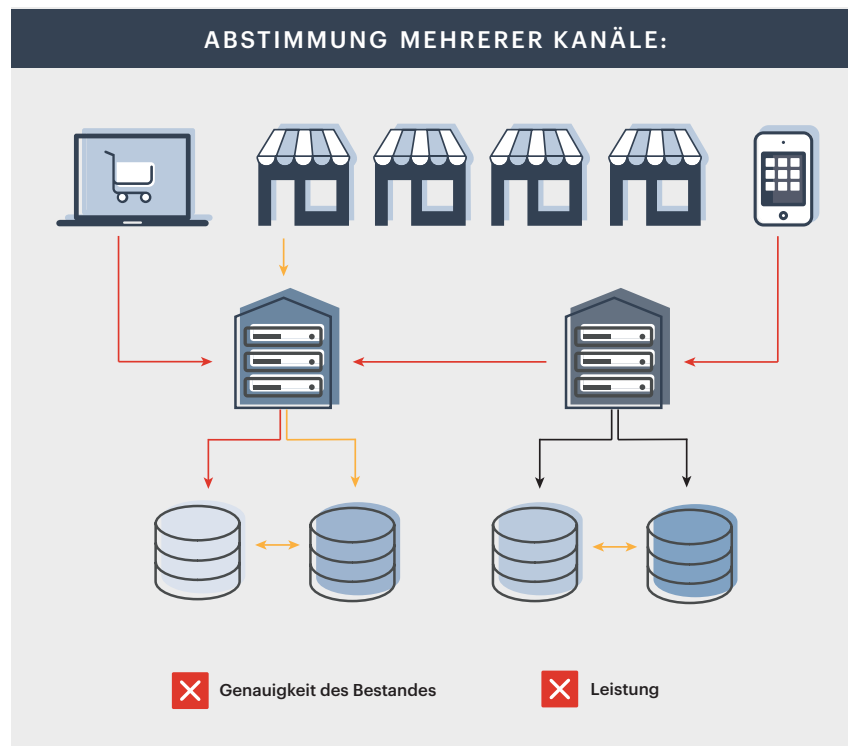 ABSTIMMUNG MEHRERER KANÄLE:
Genauigkeit des Bestandes
Leistung